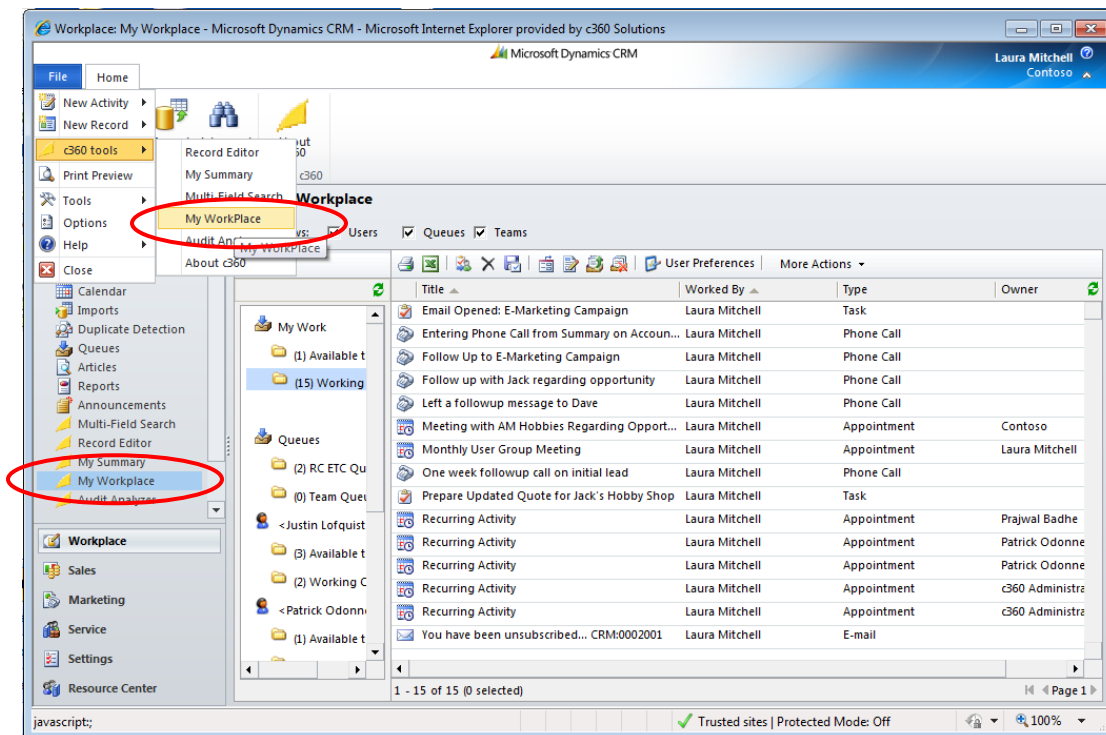 Workplace: My Workplace - Microsoft Dynamics CRM - Microsoft Internet Explorer provided by c360 Solutions
Microsoft Dynamics CRM
Laura Mitchell
Contoso
File Home
New Activity
New Record
c360 tools
Print Preview
Tools
Options
Help
Close
Record Editor
My Summary
Multi-Field Search
My WorkPlace
Audit
About c360
My WorkPlace
c360
Workplace
Users Queues Teams
User Preferences More Actions
Calendar
Imports
Duplicate Detection
Queues
Articles
Reports
Announcements
Multi-Field Search
Record Editor
My Summary
My Workplace
Audit Analyzer
Workplace
Sales
Marketing
Service
Settings
Resource Center
My Work
(1) Available t
(15) Working
Queues
(2) RC ETC Qu
(0) Team Queu
<Justin Lofquist
(3) Available t
(2) Working C
<Patrick Odonn
(1) Available t
Title Worked By Type Owner
Email Opened: E-Marketing Campaign Laura Mitchell Task
Entering Phone Call from Summary on Accoun... Laura Mitchell Phone Call
Follow Up to E-Marketing Campaign Laura Mitchell Phone Call
Follow up with Jack regarding opportunity Laura Mitchell Phone Call
Left a followup message to Dave Laura Mitchell Phone Call
Meeting with AM Hobbies Regarding Opport... Laura Mitchell Appointment Contoso
Monthly User Group Meeting Laura Mitchell Appointment Laura Mitchell
One week followup call on initial lead Laura Mitchell Phone Call
Prepare Updated Quote for Jack's Hobby Shop Laura Mitchell Task
Recurring Activity Laura Mitchell Appointment Prajwal Badhe
Recurring Activity Laura Mitchell Appointment Patrick Odonne
Recurring Activity Laura Mitchell Appointment Patrick Odonne
Recurring Activity Laura Mitchell Appointment c360 Administra
Recurring Activity Laura Mitchell Appointment c360 Administra
You have been unsubscribed... CRM:0002001 Laura Mitchell E-mail
1 - 15 of 15 (0 selected) Page 1
javascript:; Trusted sites | Protected Mode: Off 100%